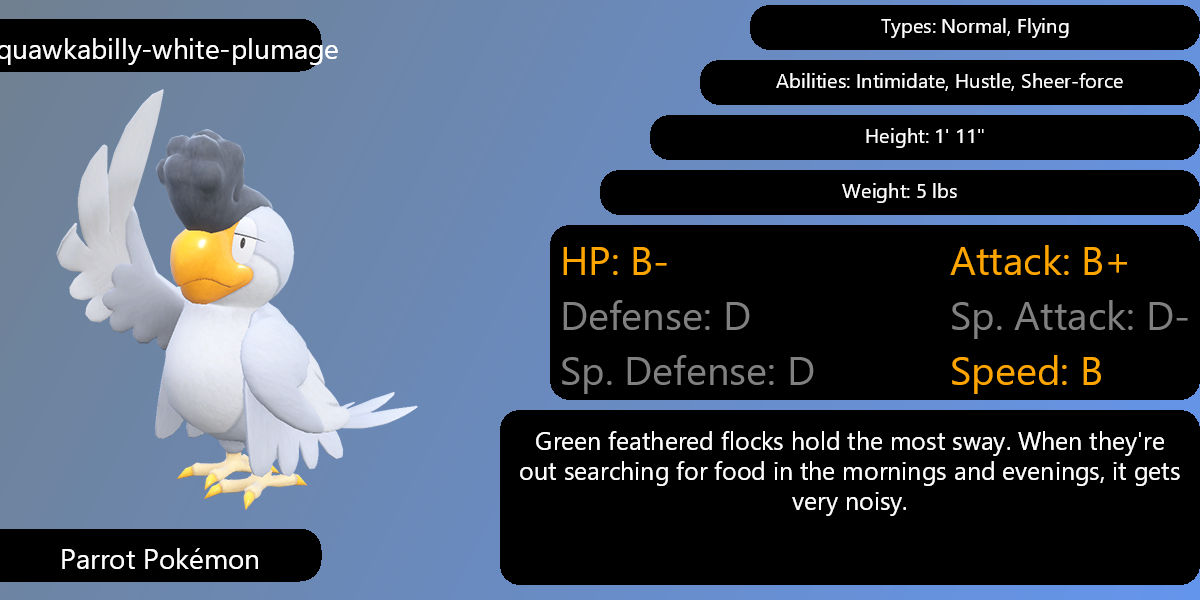 quawkabilly-white-plumage
Types: Normal, Flying
Abilities: Intimidate, Hustle, Sheer-force
Height: 1' 11"
Weight: 5 lbs
HP: B-
Attack: B+
Defense: D
Sp. Attack: D-
Sp. Defense: D
Speed: B
Green feathered flocks hold the most sway. When they're
out searching for food in the mornings and evenings, it gets
very noisy.
Parrot Pokémon